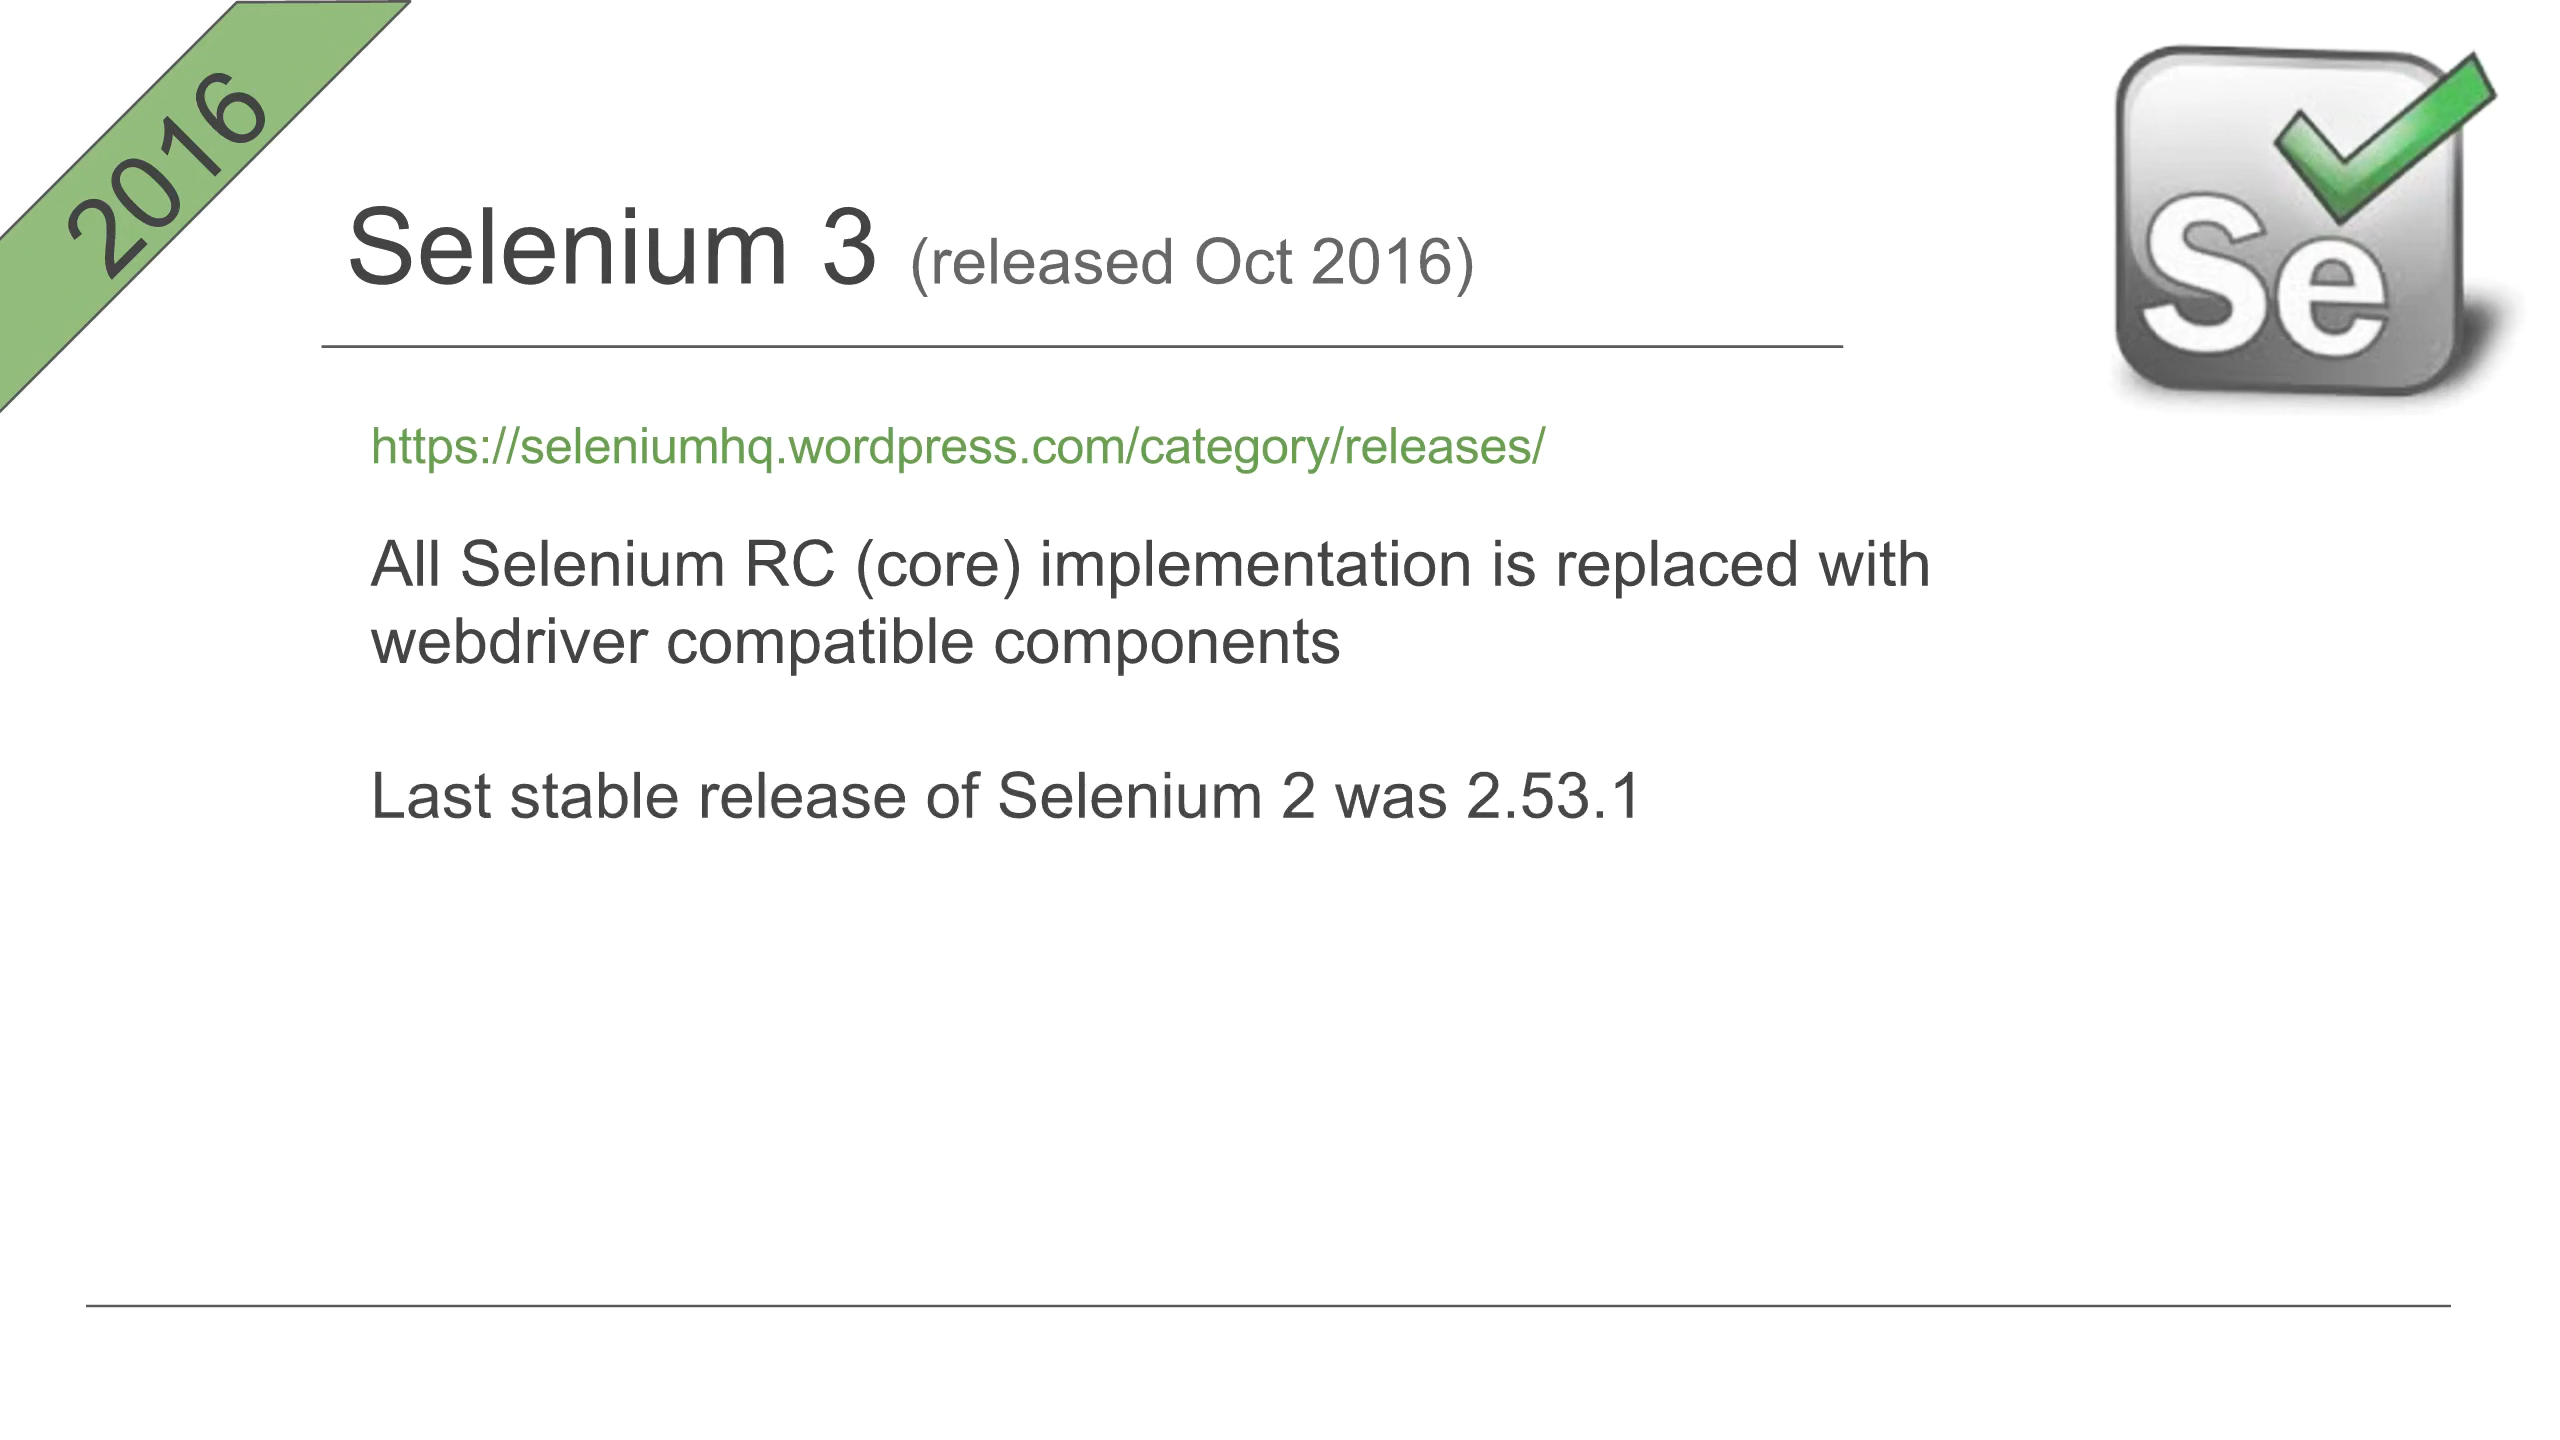 2016
Selenium 3 (released Oct 2016)
Se
https://seleniumhq.wordpress.com/category/releases/
All Selenium RC (core) implementation is replaced with
webdriver compatible components
Last stable release of Selenium 2 was 2.53.1